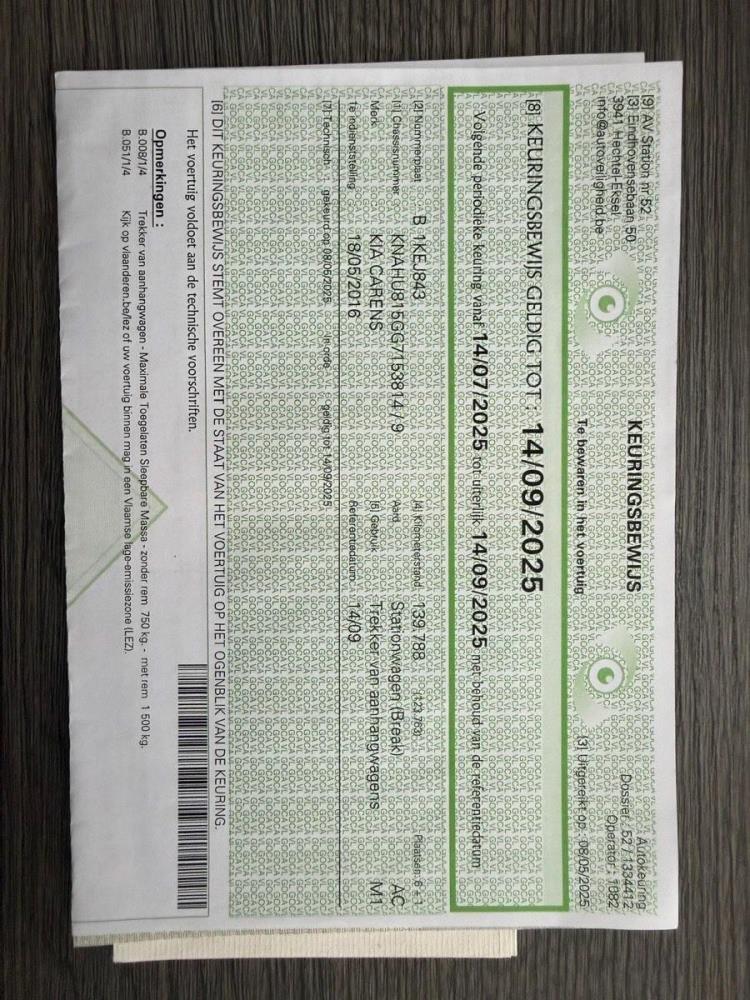 [9] AV Station nr 52
[3] Eindhovensebaan 50
3941 Hechtel-Eksel
info@autoveiligheid.be
KEURINGSBEWIJS
Te bewaren in het voertuig
Autokeuring
Dossier : 52 / 1334412
Operator : 1082
[3] Uitgereikt op : 08/05/2025
[8] KEURINGSBEWIJS GELDIG TOT : 14/09/2025
Volgende periodieke keuring vanaf 14/07/2025 tot uiterlijk 14/09/2025 met behoud van de referentiedatum
[2] Nummerplaat B 1KEJ843 [4] Kilometerstand 139 788 (123 763) Plaatsen: 6 + 1
[1] Chassisnummer KNAHU815GG7153814 / 9 Aard Stationwagen (Break) AC
Merk KIA CARENS [5] Gebruik Trekker van aanhangwagens M1
1e indienststelling 18/05/2016 Referentiedatum 14/09
[7] Technisch gekeurd op 08/05/2025 in orde geldig tot 14/09/2025
[6] DIT KEURINGSBEWIJS STEMT OVEREEN MET DE STAAT VAN HET VOERTUIG OP HET OGENBLIK VAN DE KEURING.
Het voertuig voldoet aan de technische voorschriften.
Opmerkingen :
B.008/1/4 Trekker van aanhangwagen - Maximale Toegelaten Sleepbare Massa - zonder rem 750 kg. - met rem 1 500 kg.
B.051/1/4 Kijk op vlaanderen.be/lez of uw voertuig binnen mag in een Vlaamse lage-emissiezone (LEZ).